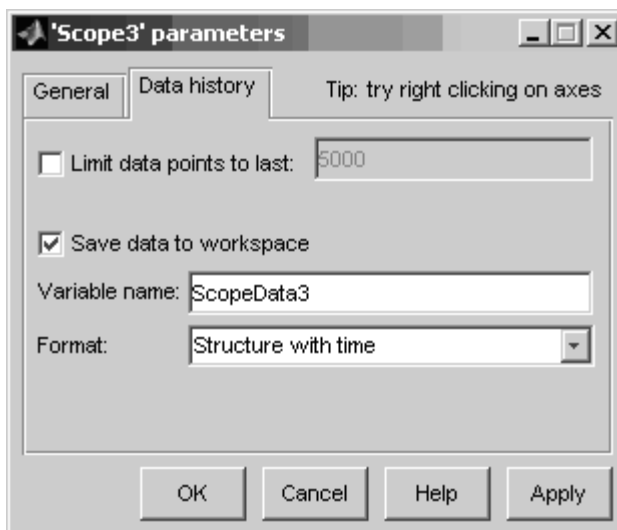 'Scope3' parameters
General Data history Tip: try right clicking on axes
Limit data points to last: 5000
Save data to workspace
Variable name: ScopeData3
Format: Structure with time
OK Cancel Help Apply